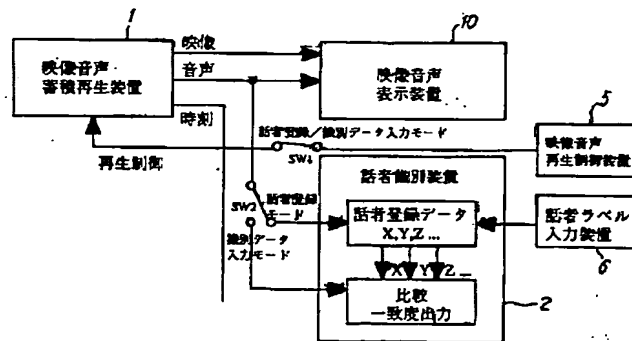 1
映像
音声
時刻
映像音声
蓄積再生装置
10
映像音声
表示装置
話者登録/識別データ入力モード
SW1
再生制御
5
映像音声
再生制御装置
話者識別装置
SW2
話者登録
モード
識別データ
入力モード
話者登録データ
X,Y,Z...
X Y Z...
比較
一致度出力
2
話者ラベル
入力装置
6